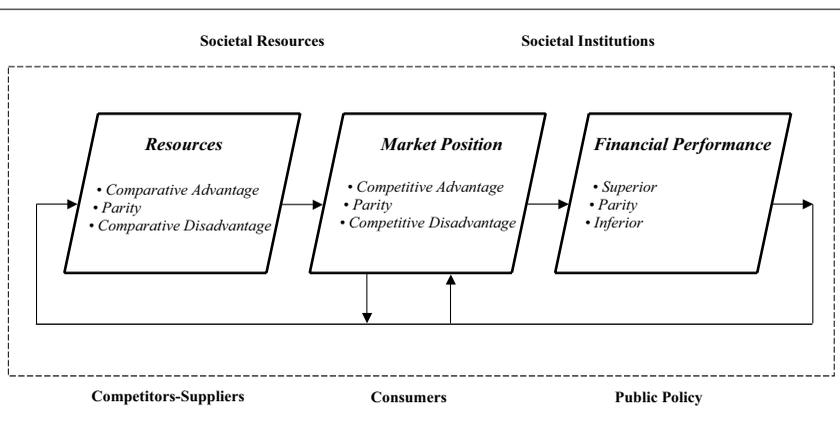 Societal Resources
Societal Institutions
Resources
• Comparative Advantage
• Parity
• Comparative Disadvantage
Market Position
• Competitive Advantage
• Parity
• Competitive Disadvantage
Financial Performance
• Superior
• Parity
• Inferior
Competitors-Suppliers
Consumers
Public Policy